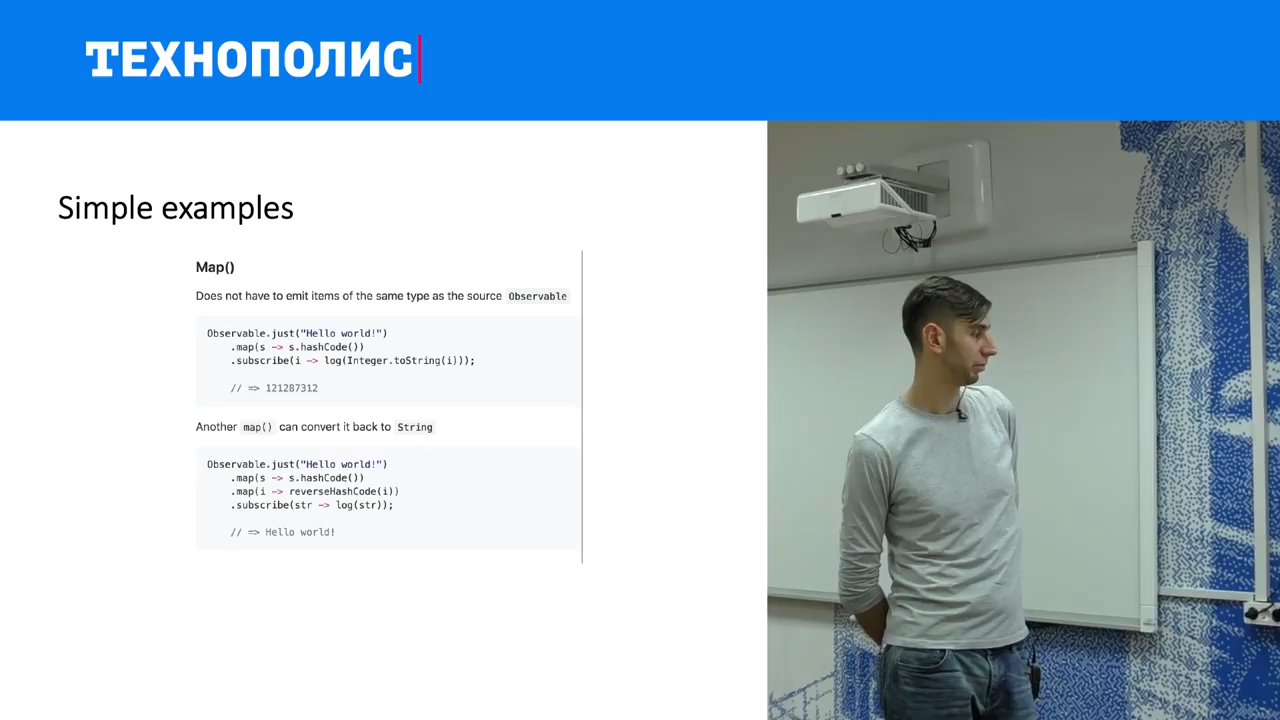 ТЕХНОПОЛИС
Simple examples
Map()
Does not have to emit items of the same type as the source Observable
Observable.just("Hello world!")
.map(s -> s.hashCode())
.subscribe(i -> log(Integer.toString(i)));
// => 121287312
Another map() can convert it back to String
Observable.just("Hello world!")
.map(s -> s.hashCode())
.map(i -> reverseHashCode(i))
.subscribe(str -> log(str));
// => Hello world!